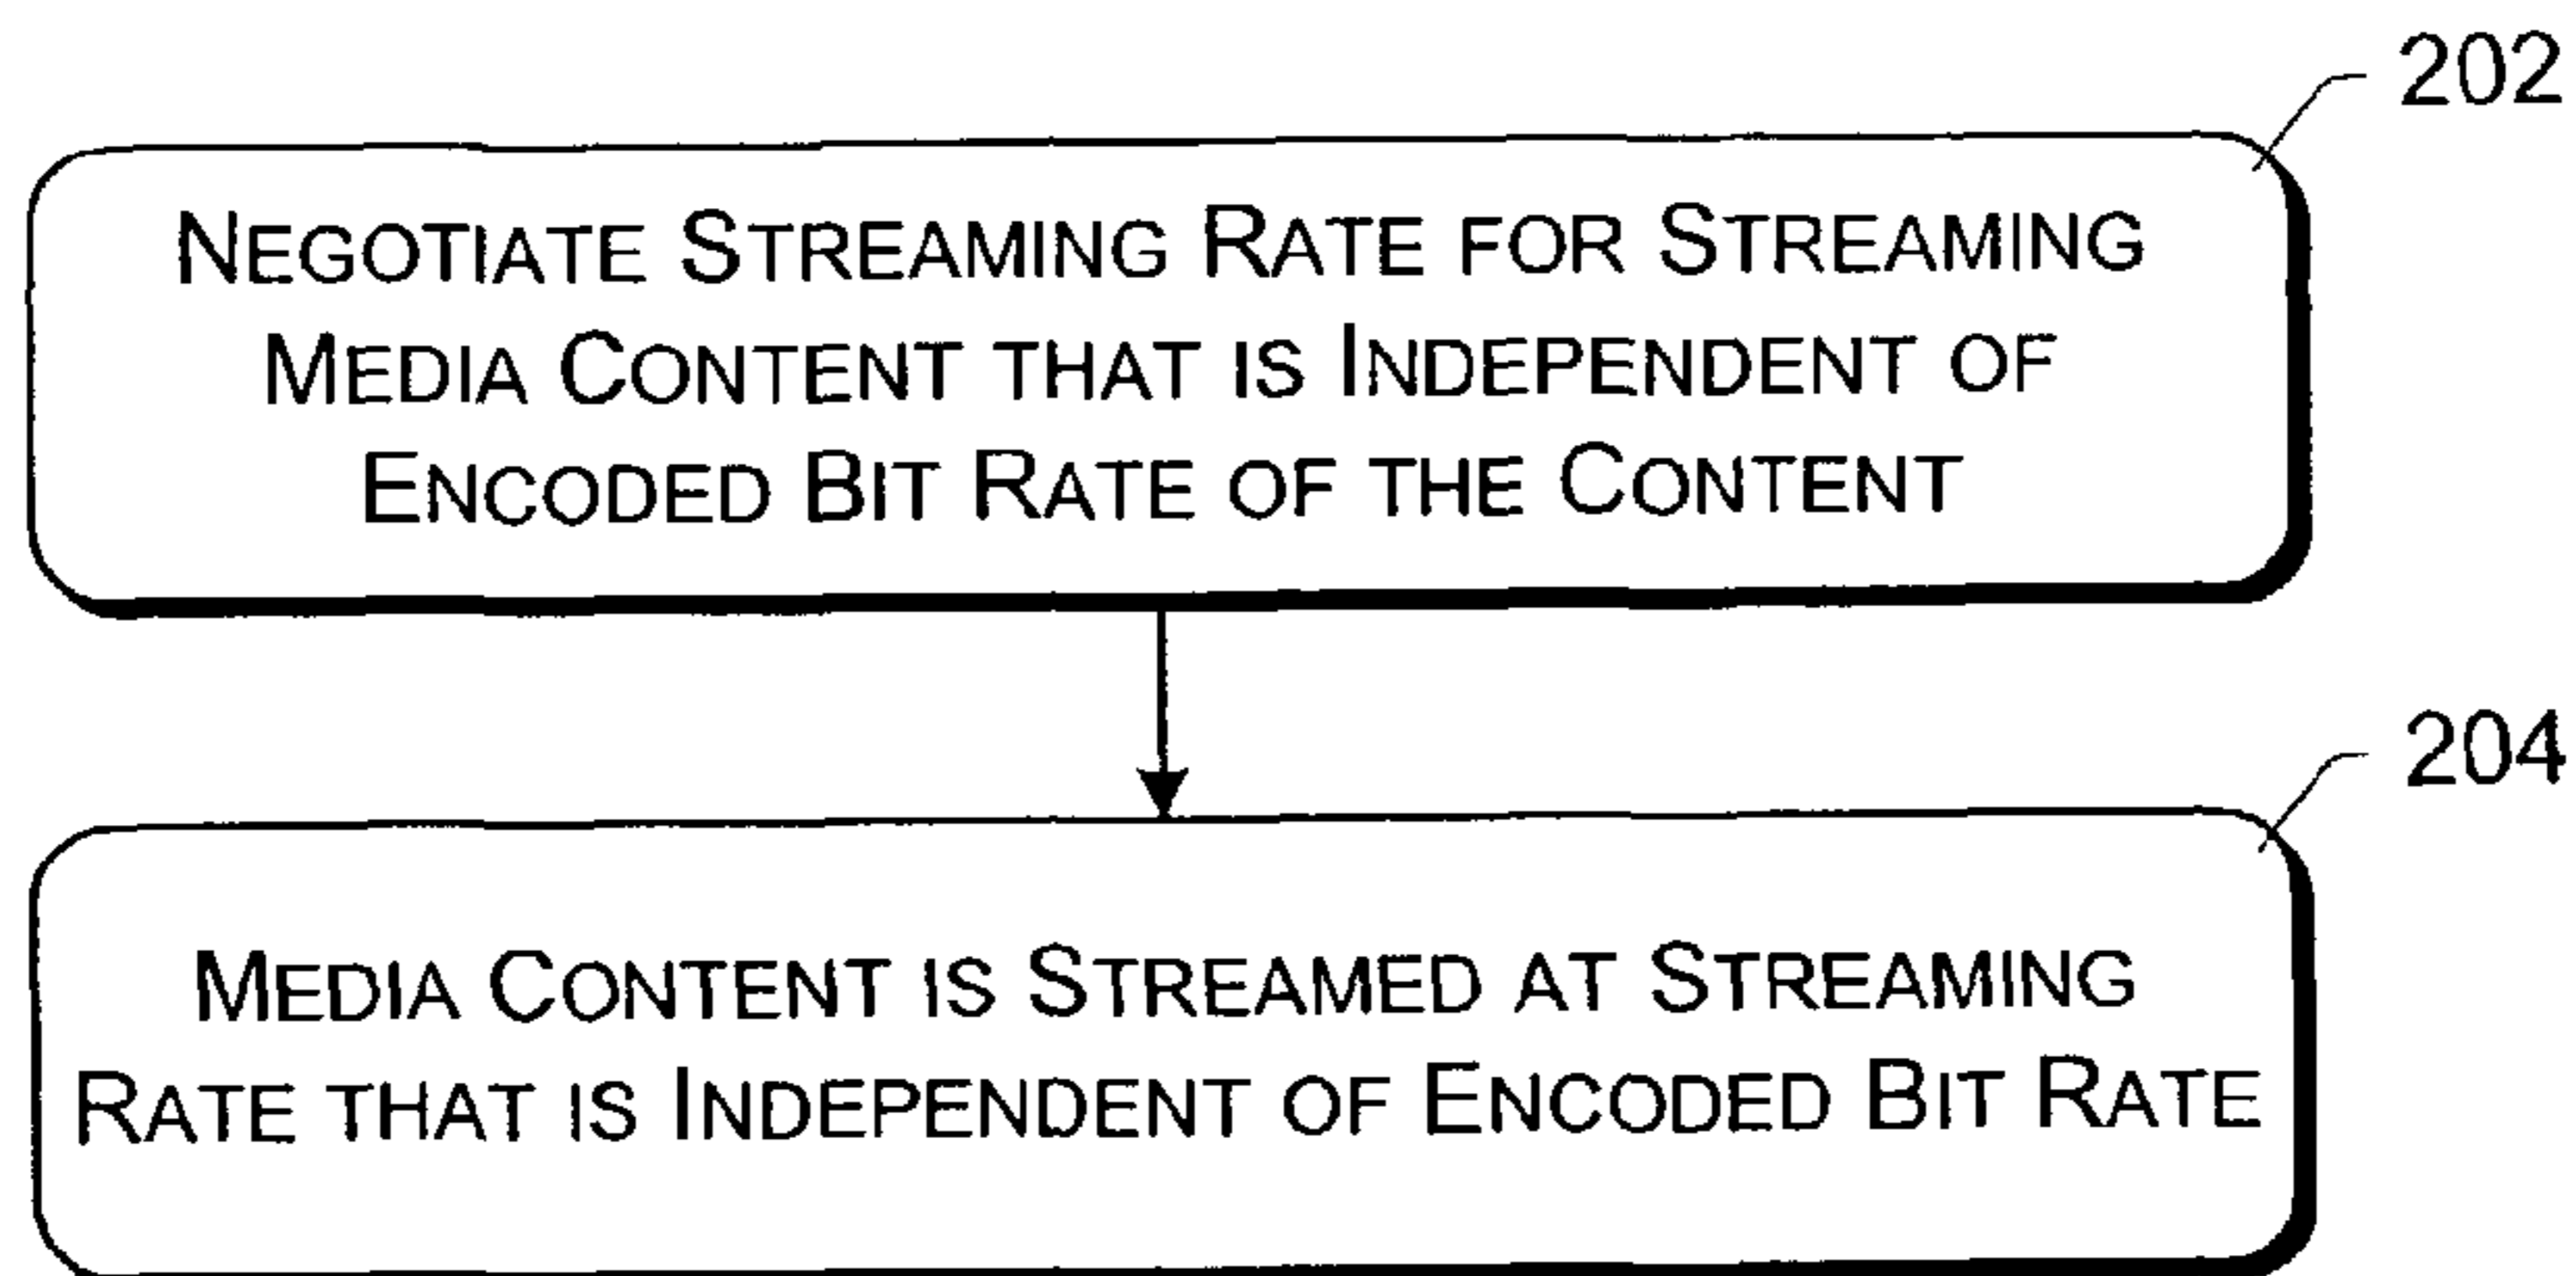 202
NEGOTIATE STREAMING RATE FOR STREAMING
MEDIA CONTENT THAT IS INDEPENDENT OF
ENCODED BIT RATE OF THE CONTENT
204
MEDIA CONTENT IS STREAMED AT STREAMING
RATE THAT IS INDEPENDENT OF ENCODED BIT RATE